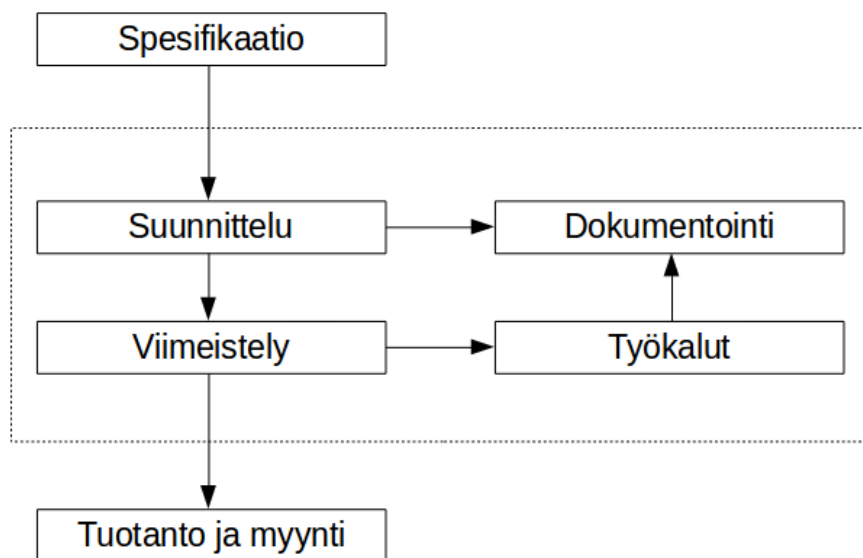 Spesifikaatio
Suunnittelu
Dokumentointi
Viimeistely
Työkalut
Tuotanto ja myynti